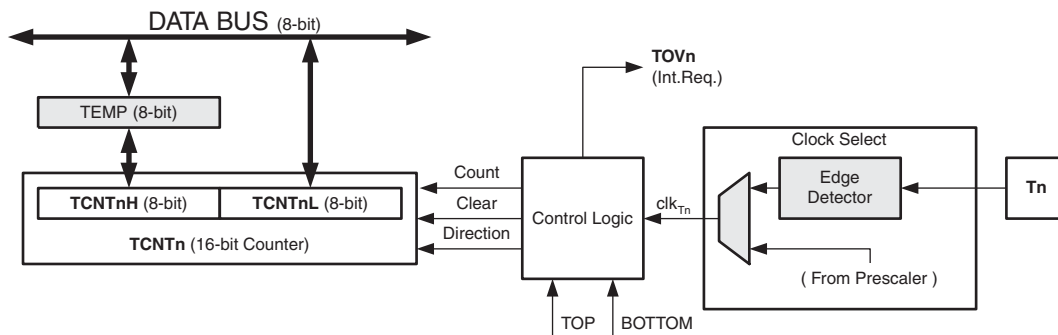 DATA BUS (8-bit)
TEMP (8-bit)
TCNTnH (8-bit)
TCNTnL (8-bit)
TCNTn (16-bit Counter)
Count
Clear
Direction
Control Logic
TOVn
(Int.Req.)
TOP
BOTTOM
clkTn
Clock Select
Edge
Detector
( From Prescaler )
Tn